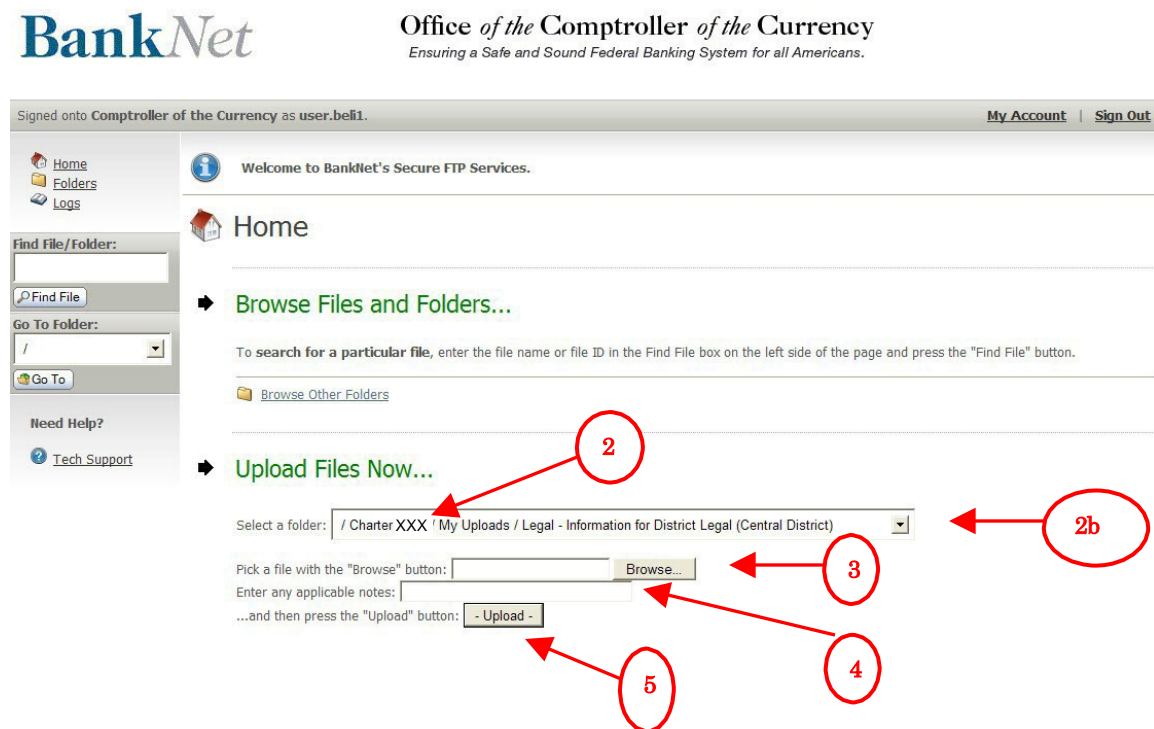 BankNet
Office of the Comptroller of the Currency
Ensuring a Safe and Sound Federal Banking System for all Americans.
Signed onto Comptroller of the Currency as user.beli1.
My Account | Sign Out
Home
Folders
Logs
Find File/Folder:
Find File
Go To Folder:
/
Go To
Need Help?
Tech Support
Welcome to BankNet's Secure FTP Services.
Home
Browse Files and Folders...
To search for a particular file, enter the file name or file ID in the Find File box on the left side of the page and press the "Find File" button.
Browse Other Folders
2
Upload Files Now...
Select a folder: / Charter XXX / My Uploads / Legal - Information for District Legal (Central District)
2b
Pick a file with the "Browse" button: Browse...
3
Enter any applicable notes:
...and then press the "Upload" button: - Upload -
4
5